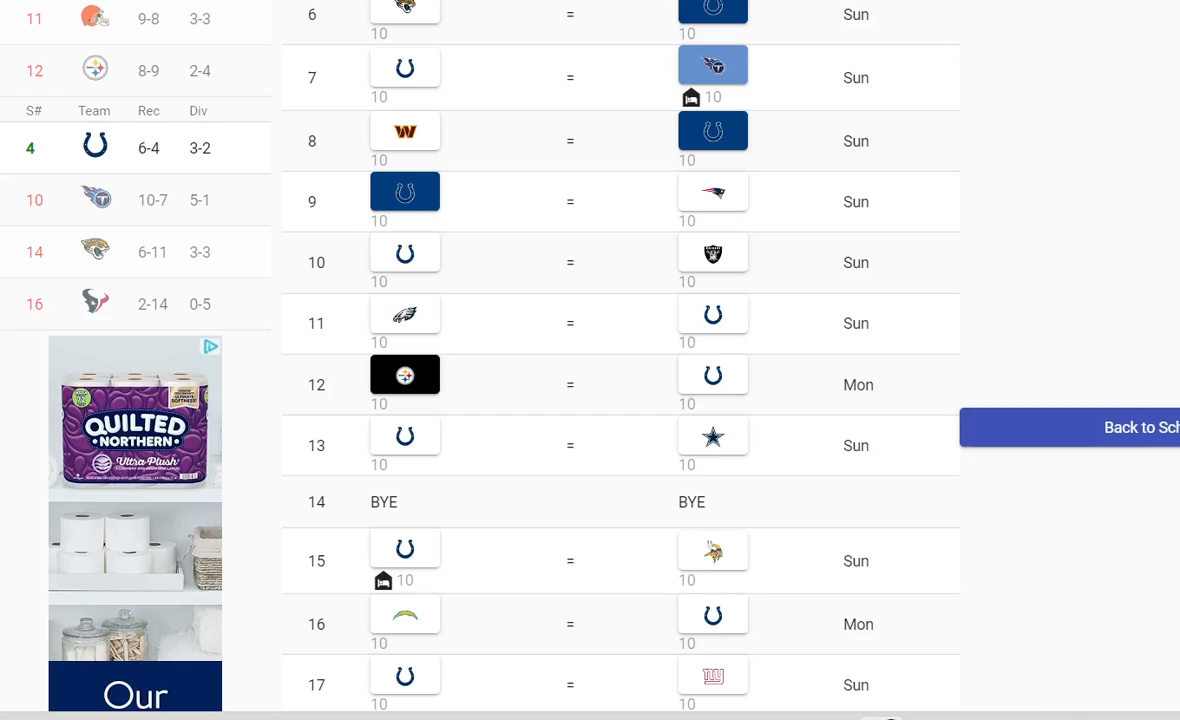 11 9-8 3-3
12 8-9 2-4
S# Team Rec Div
4 6-4 3-2
10 10-7 5-1
14 6-11 3-3
16 2-14 0-5
6 = Sun
10 10
7 = Sun
10 10
8 W = Sun
10 10
9 = Sun
10 10
10 = Sun
10 10
11 = Sun
10 10
12 = Mon
10 10
13 = Sun
10 10
14 BYE BYE
15 = Sun
10 10
16 = Mon
10 10
17 = Sun
10 10
Back to Sch
QUILTED
NORTHERN
Ultra Plush
Our